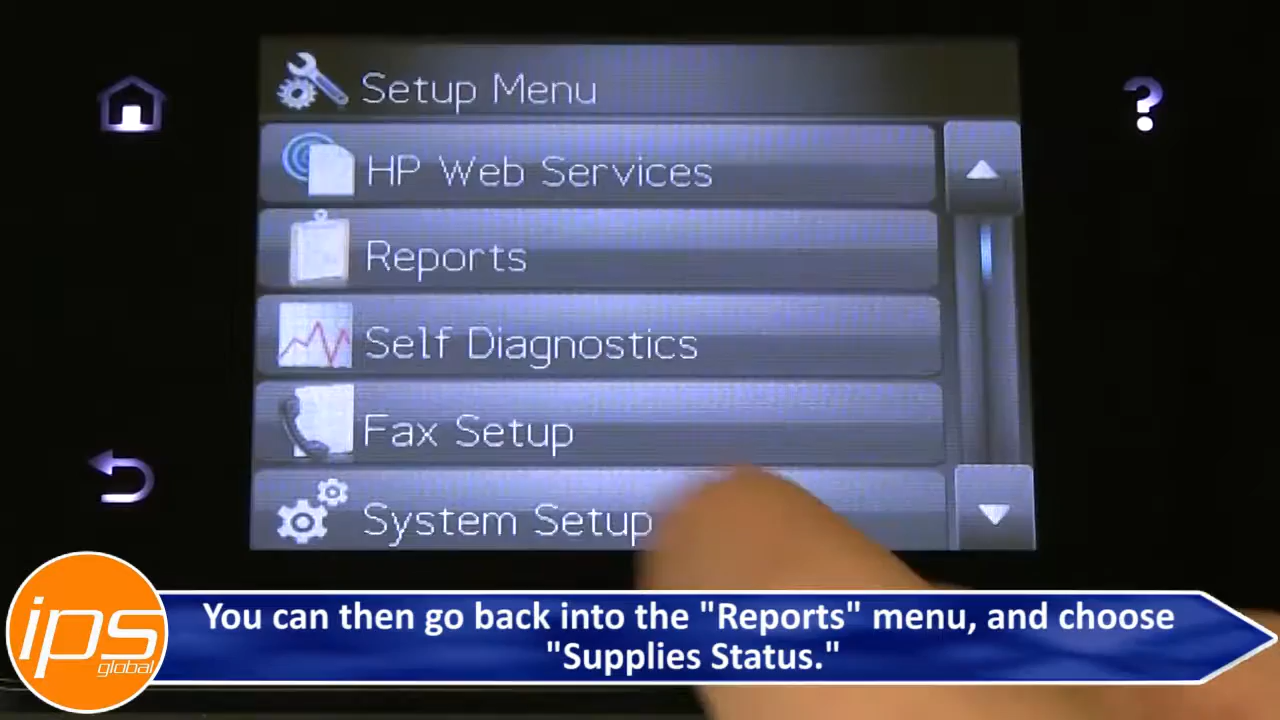 Setup Menu
HP Web Services
Reports
Self Diagnostics
Fax Setup
System Setup
?
ips
global
You can then go back into the "Reports" menu, and choose
"Supplies Status."